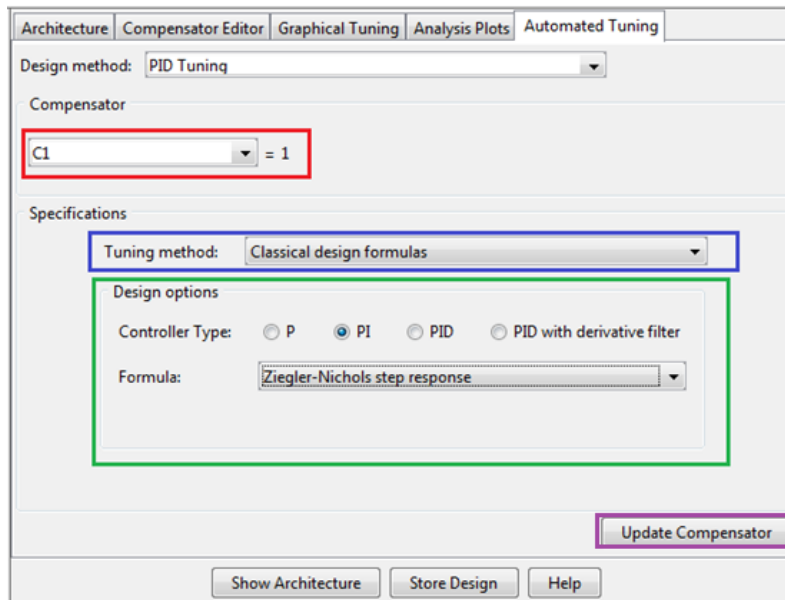 Architecture Compensator Editor Graphical Tuning Analysis Plots Automated Tuning
Design method: PID Tuning
Compensator
C1 = 1
Specifications
Tuning method: Classical design formulas
Design options
Controller Type: P PI PID PID with derivative filter
Formula: Ziegler-Nichols step response
Update Compensator
Show Architecture Store Design Help